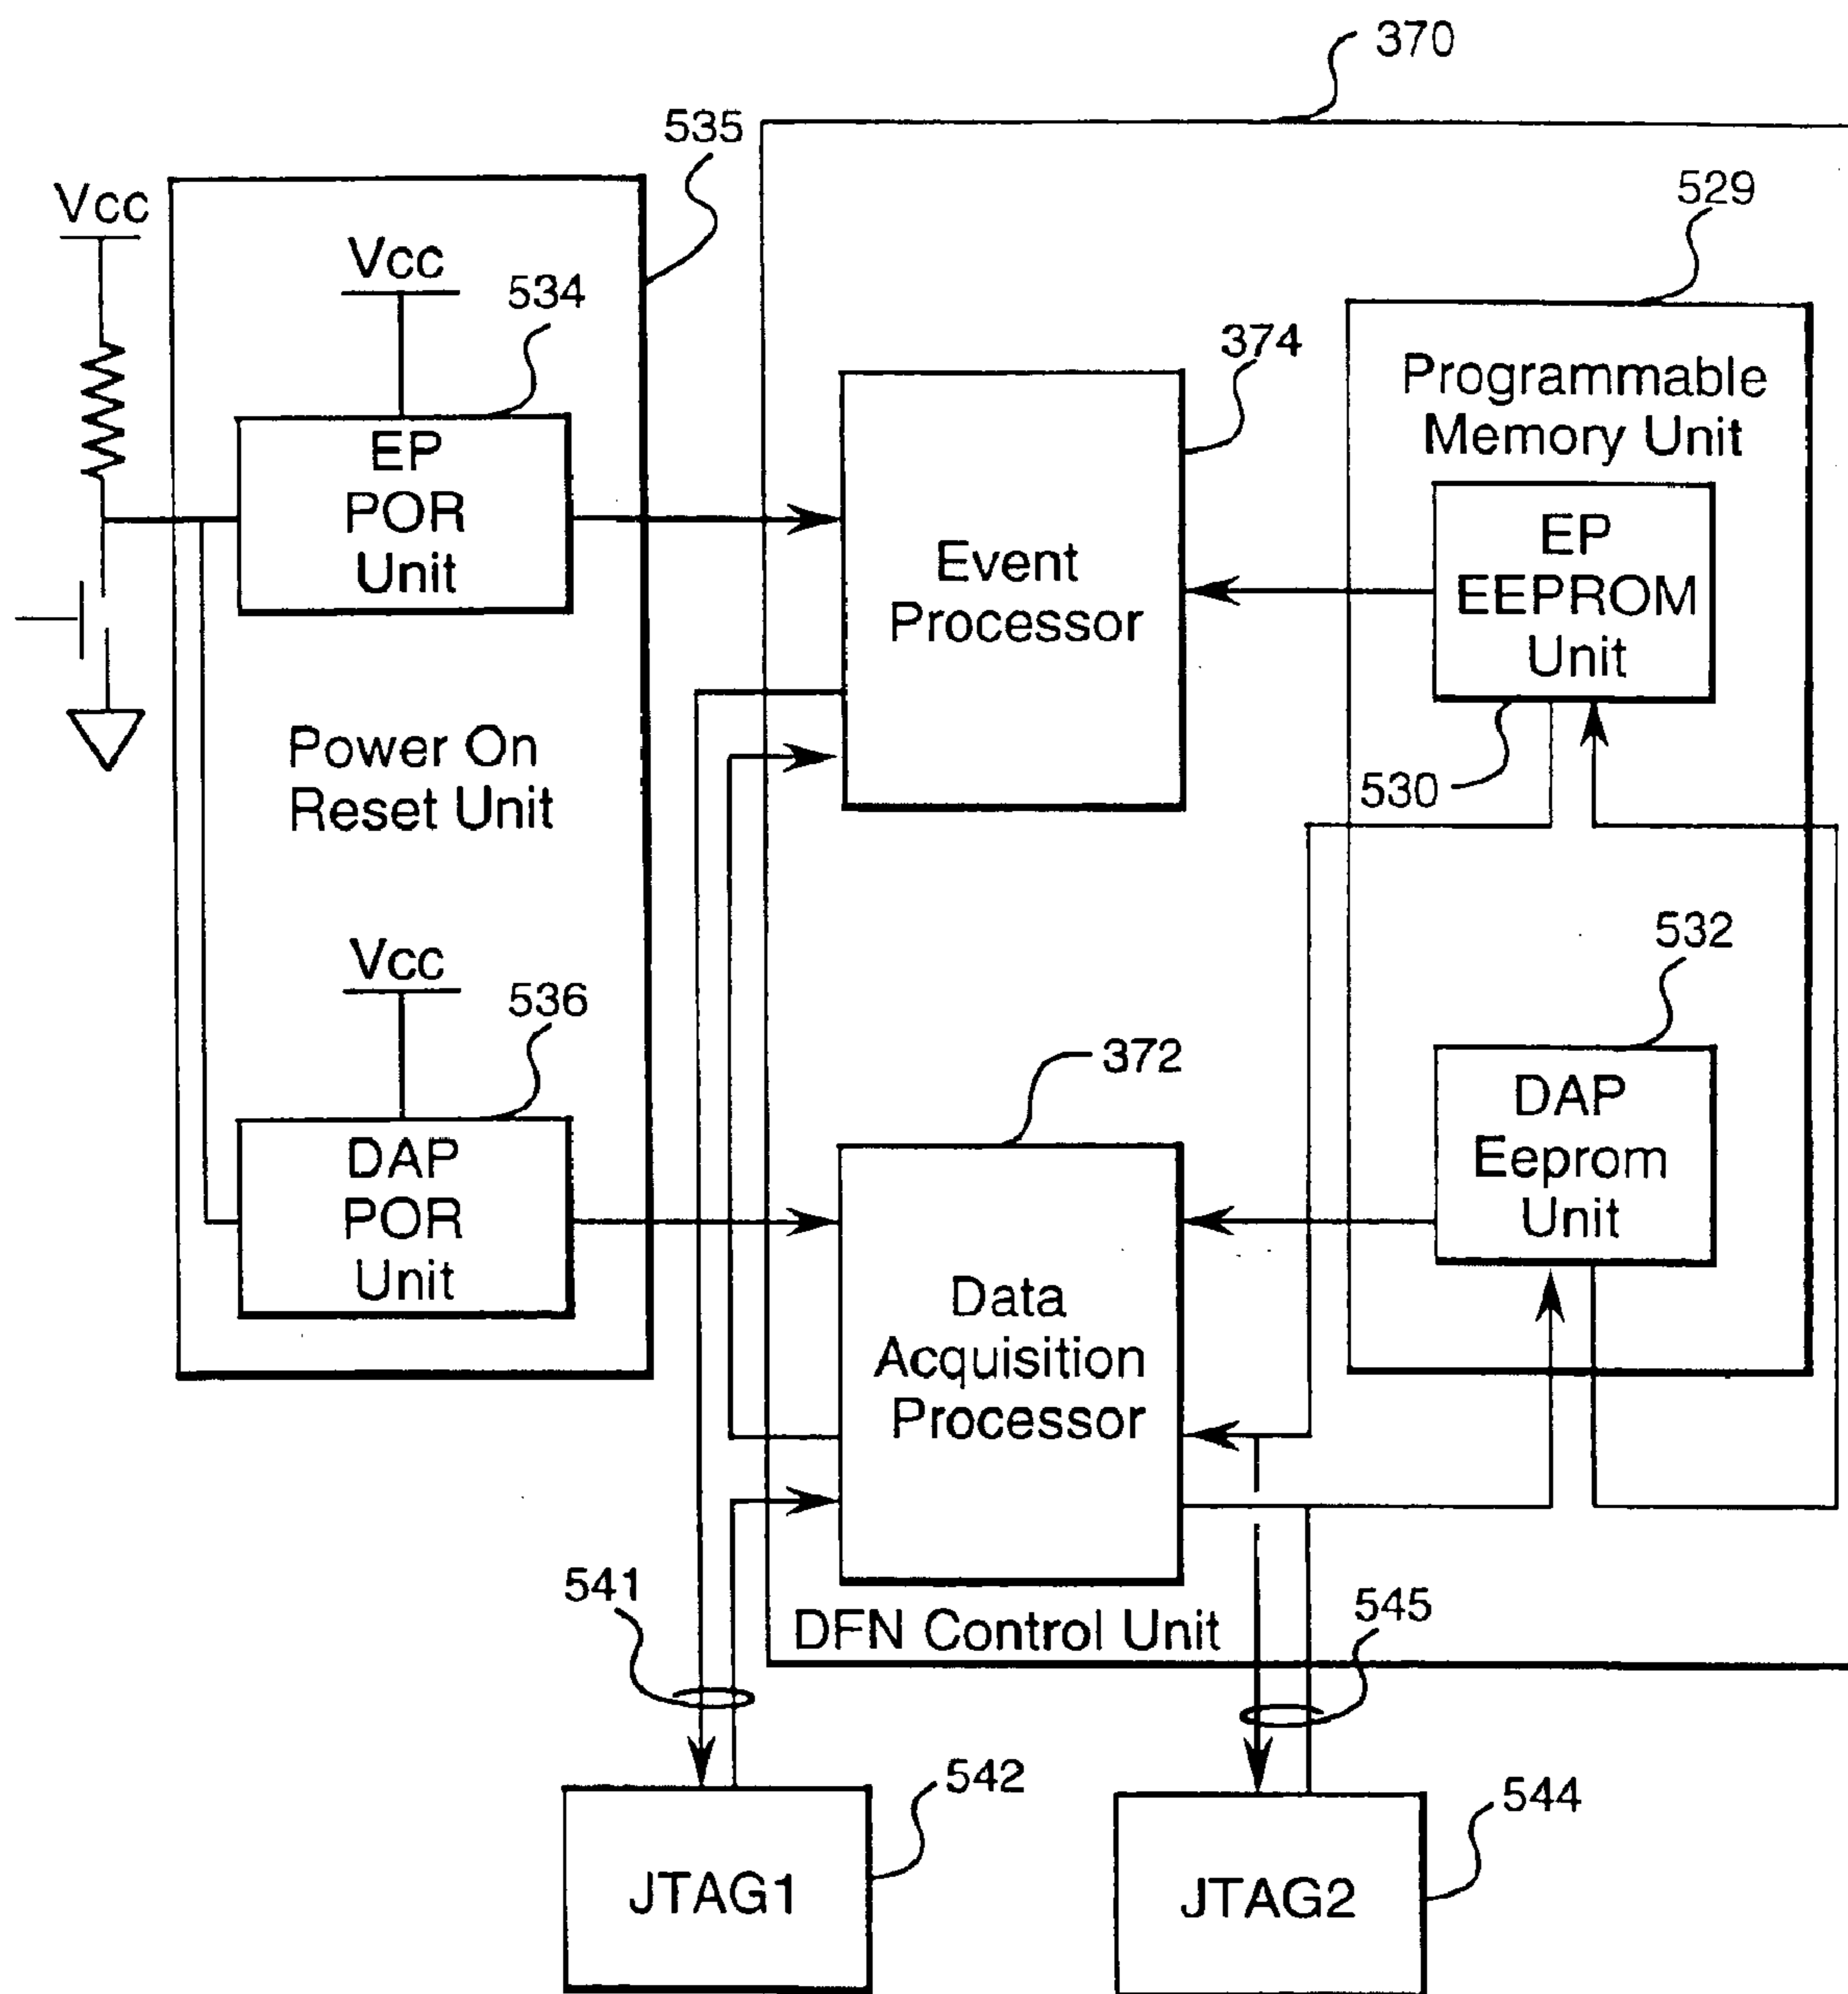 370
535
529
Vcc
Vcc
534
374
Programmable
Memory Unit
EP
POR
Unit
EP
EEPROM
Unit
Event
Processor
Power On
Reset Unit
530
532
Vcc
536
372
DAP
Eeprom
Unit
DAP
POR
Unit
Data
Acquisition
Processor
541
545
DFN Control Unit
542
544
JTAG1
JTAG2